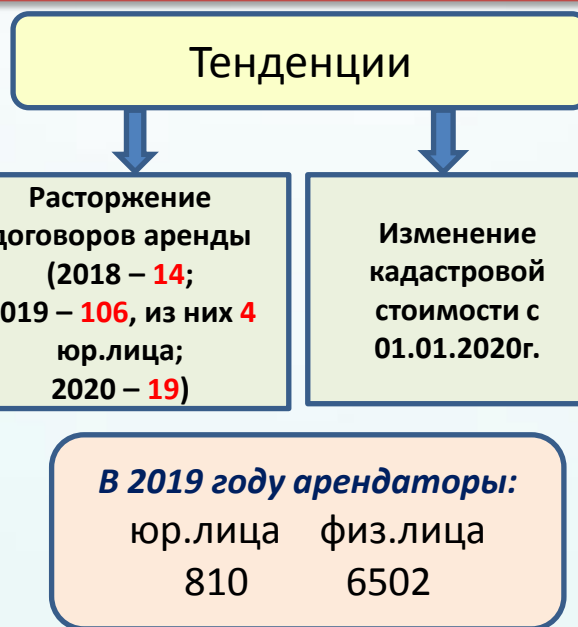 Тенденции
Расторжение
договоров аренды
(2018 – 14;
019 – 106, из них 4
юр.лица;
2020 – 19)
Изменение
кадастровой
стоимости с
01.01.2020г.
В 2019 году арендаторы:
юр.лица физ.лица
810 6502